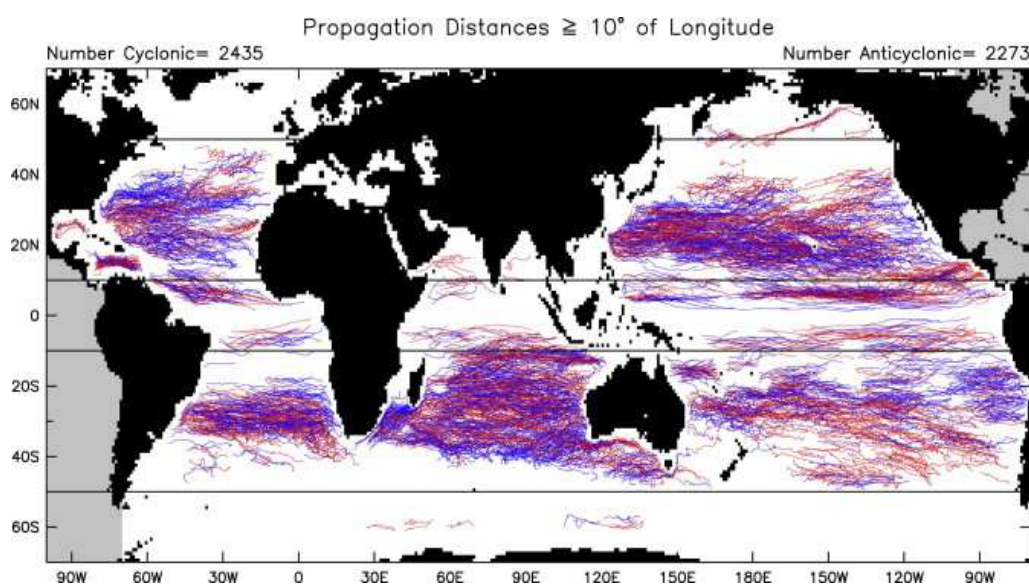 Propagation Distances ≧ 10° of Longitude
Number Cyclonic= 2435 Number Anticyclonic= 2273
60N
40N
20N
0
20S
40S
60S
90W 60W 30W 0 30E 60E 90E 120E 150E 180E 150W 120W 90W